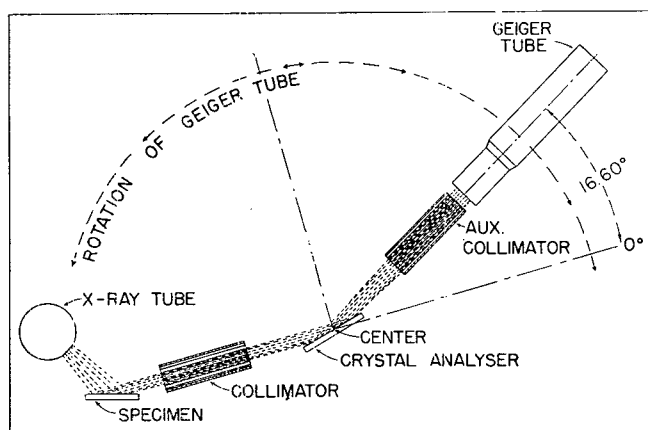 GEIGER
TUBE
ROTATION OF GEIGER TUBE
16.60°
0°
AUX.
COLLIMATOR
X-RAY TUBE
CENTER
CRYSTAL ANALYSER
COLLIMATOR
SPECIMEN